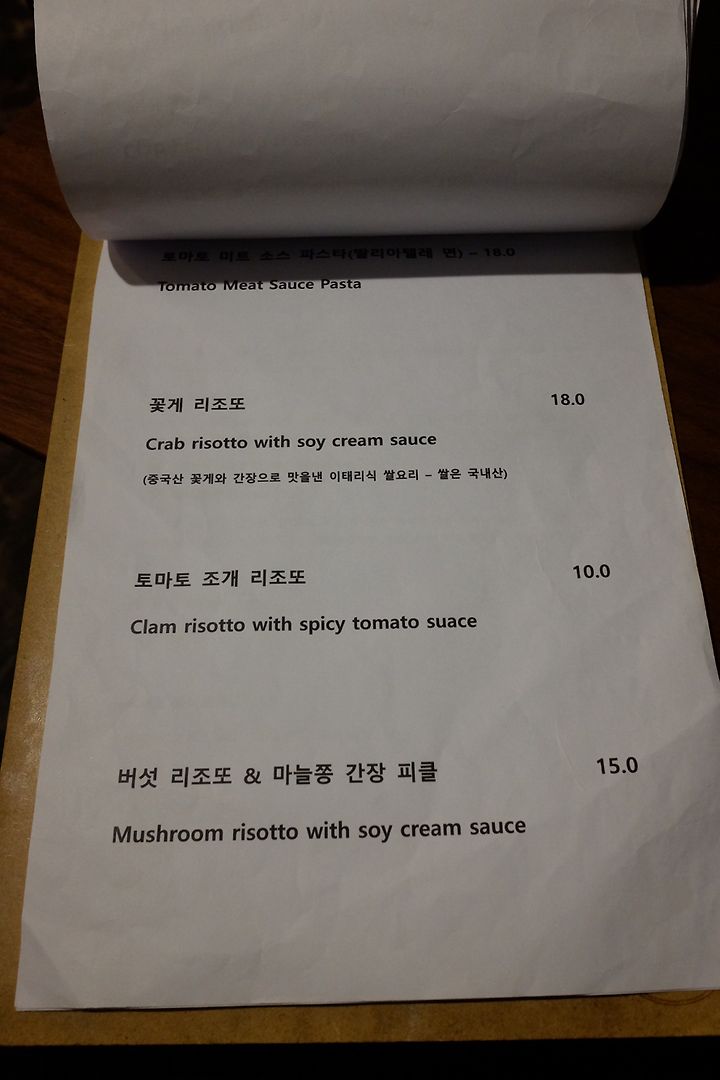 토마토 미트 소스 파스타(딸리아텔레 면) – 18.0
Tomato Meat Sauce Pasta
꽃게 리조또 18.0
Crab risotto with soy cream sauce
(중국산 꽃게와 간장으로 맛을낸 이태리식 쌀요리 – 쌀은 국내산)
토마토 조개 리조또 10.0
Clam risotto with spicy tomato suace
버섯 리조또 & 마늘쫑 간장 피클 15.0
Mushroom risotto with soy cream sauce